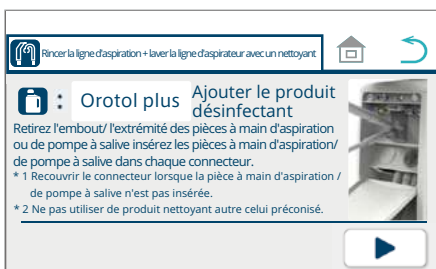 Rincer la ligne d'aspiration + laver la ligne d'aspirateur avec un nettoyant
: Orotol plus Ajouter le produit
désinfectant
Retirez l'embout/ l'extrémité des pièces à main d'aspiration
ou de pompe à salive insérez les pièces à main d'aspiration/
de pompe à salive dans chaque connecteur.
* 1 Recouvrir le connecteur lorsque la pièce à main d'aspiration /
de pompe à salive n'est pas insérée.
* 2 Ne pas utiliser de produit nettoyant autre celui préconisé.